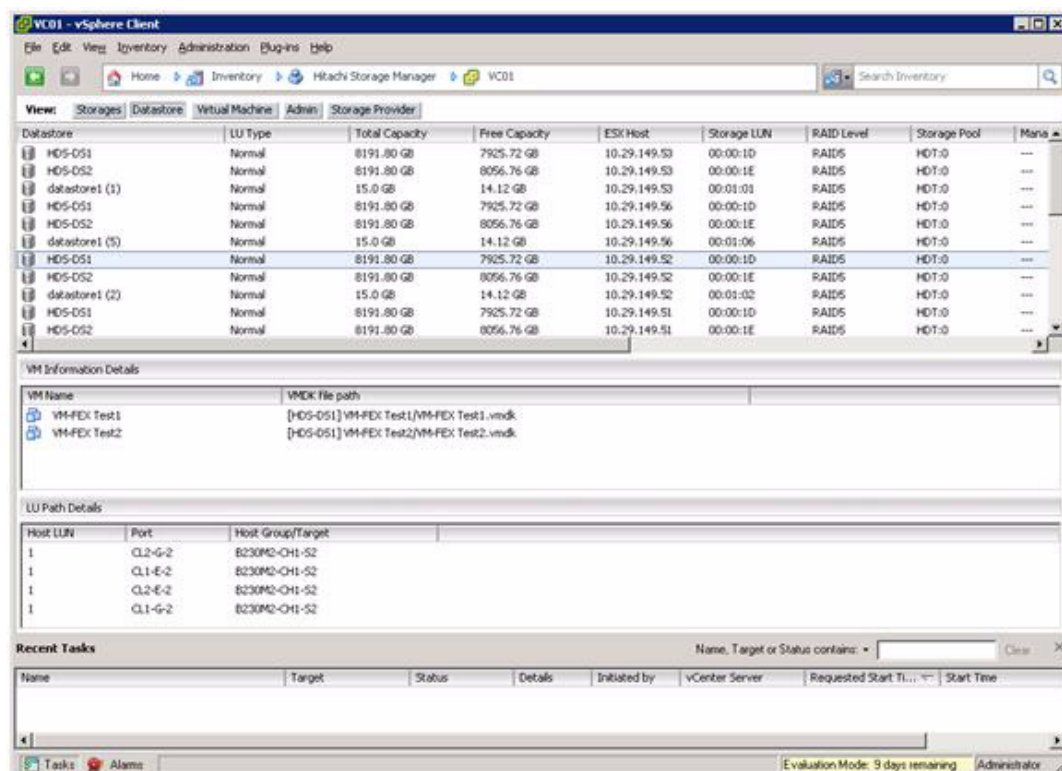 VC01 - vSphere Client
File Edit View Inventory Administration Plug-ins Help
Home Inventory Hitachi Storage Manager VC01 Search Inventory
View: Storages Datastore Virtual Machine Admin Storage Provider
Datastore LU Type Total Capacity Free Capacity ESX Host Storage LUN RAID Level Storage Pool Mana
HDS-DS1 Normal 8191.80 GB 7925.72 GB 10.29.149.53 00:00:1D RAID5 HDT:0 ---
HDS-DS2 Normal 8191.80 GB 8056.76 GB 10.29.149.53 00:00:1E RAID5 HDT:0 ---
datastore1 (1) Normal 15.0 GB 14.12 GB 10.29.149.53 00:01:01 RAID5 HDT:0 ---
HDS-DS1 Normal 8191.80 GB 7925.72 GB 10.29.149.56 00:00:1D RAID5 HDT:0 ---
HDS-DS2 Normal 8191.80 GB 8056.76 GB 10.29.149.56 00:00:1E RAID5 HDT:0 ---
datastore1 (5) Normal 15.0 GB 14.12 GB 10.29.149.56 00:01:06 RAID5 HDT:0 ---
HDS-DS1 Normal 8191.80 GB 7925.72 GB 10.29.149.52 00:00:1D RAID5 HDT:0 ---
HDS-DS2 Normal 8191.80 GB 8056.76 GB 10.29.149.52 00:00:1E RAID5 HDT:0 ---
datastore1 (2) Normal 15.0 GB 14.12 GB 10.29.149.52 00:01:02 RAID5 HDT:0 ---
HDS-DS1 Normal 8191.80 GB 7925.72 GB 10.29.149.51 00:00:1D RAID5 HDT:0 ---
HDS-DS2 Normal 8191.80 GB 8056.76 GB 10.29.149.51 00:00:1E RAID5 HDT:0 ---
VM Information Details
VM Name VMDK file path
VM-FEX Test1 [HDS-DS1] VM-FEX Test1/VM-FEX Test1.vmdk
VM-FEX Test2 [HDS-DS1] VM-FEX Test2/VM-FEX Test2.vmdk
LU Path Details
Host LUN Port Host Group/Target
1 CL2-G-2 B230M2-CH1-S2
1 CL1-E-2 B230M2-CH1-S2
1 CL2-E-2 B230M2-CH1-S2
1 CL1-G-2 B230M2-CH1-S2
Recent Tasks Name, Target or Status contains: Clear
Name Target Status Details Initiated by vCenter Server Requested Start Ti... Start Time
Tasks Alarms Evaluation Mode: 9 days remaining Administrator